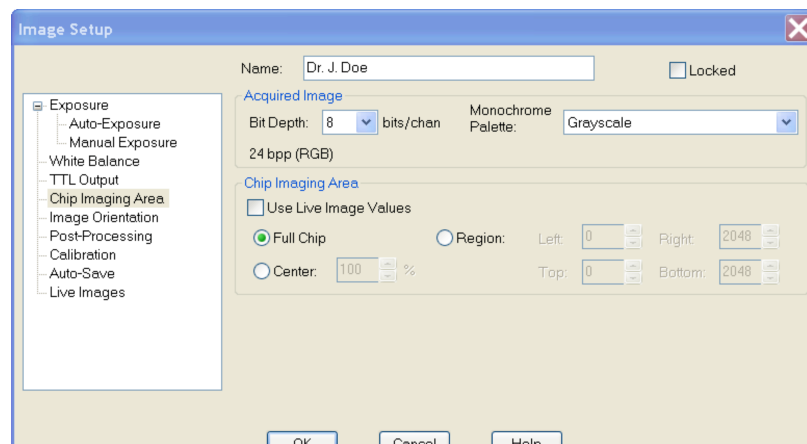 Image Setup
Name: Dr. J. Doe
Locked
Exposure
Auto-Exposure
Manual Exposure
White Balance
TTL Output
Chip Imaging Area
Image Orientation
Post-Processing
Calibration
Auto-Save
Live Images
Acquired Image
Bit Depth: 8 bits/chan
Monochrome
Palette: Grayscale
24 bpp (RGB)
Chip Imaging Area
Use Live Image Values
Full Chip Region: Left: 0 Right: 2048
Center: 100 % Top: 0 Bottom: 2048
OK Cancel Help